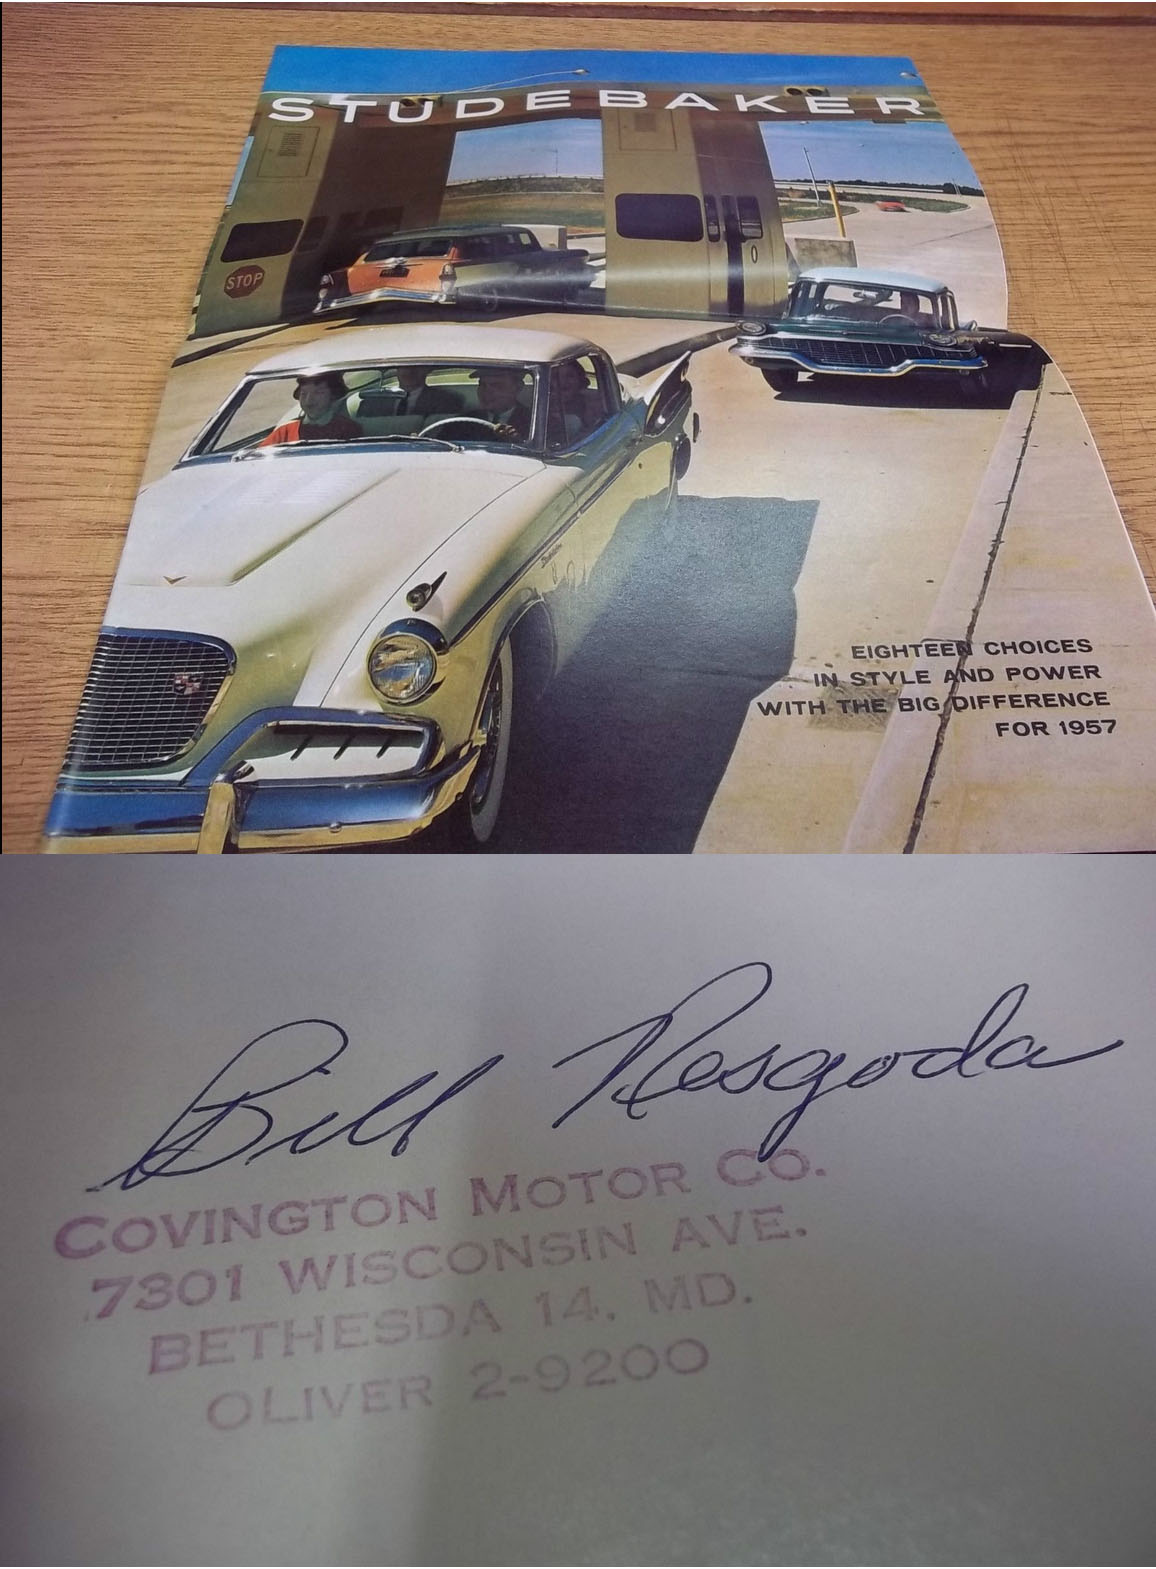 STUDEBAKER
STOP
EIGHTEEN CHOICES
IN STYLE AND POWER
WITH THE BIG DIFFERENCE
FOR 1957
Bill Resgoda
COVINGTON MOTOR CO.
7301 WISCONSIN AVE.
BETHESDA 14, MD.
OLIVER 2-9200